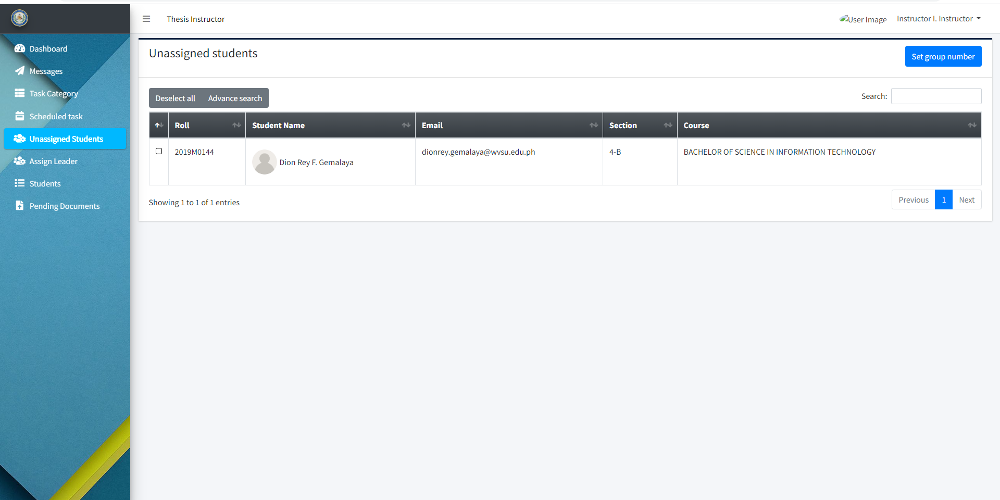 Thesis Instructor
User Image
Instructor I. Instructor
Dashboard
Messages
Task Category
Scheduled task
Unassigned Students
Assign Leader
Students
Pending Documents
Unassigned students
Set group number
Deselect all
Advance search
Search:
Roll
Student Name
Email
Section
Course
2019M0144
Dion Rey F. Gemalaya
dionrey.gemalaya@wvsu.edu.ph
4-B
BACHELOR OF SCIENCE IN INFORMATION TECHNOLOGY
Showing 1 to 1 of 1 entries
Previous
1
Next